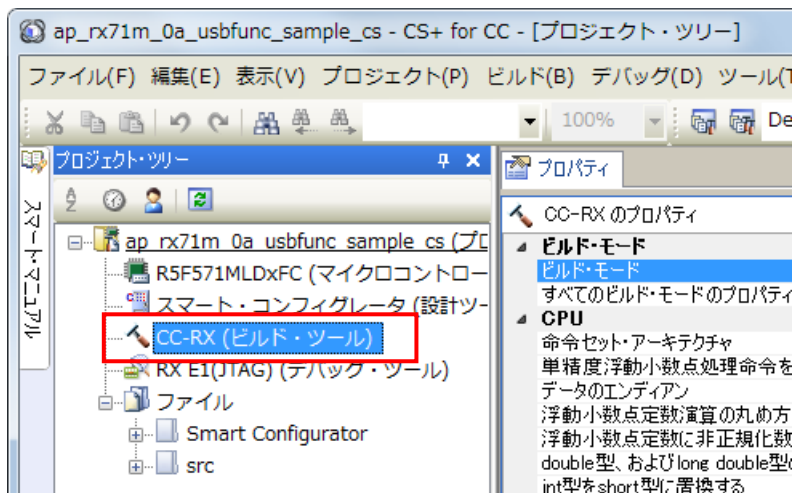 ap_rx71m_0a_usbfunc_sample_cs - CS+ for CC - [プロジェクト・ツリー]
ファイル(F) 編集(E) 表示(V) プロジェクト(P) ビルド(B) デバッグ(D) ツール(T
100% De
プロジェクト・ツリー
スマート・マニュアル
ap_rx71m_0a_usbfunc_sample_cs (プロ
R5F571MLDxFC (マイクロコントロー
スマート・コンフィグレータ (設計ツー
CC-RX (ビルド・ツール)
RX E1(JTAG) (デバッグ・ツール)
ファイル
Smart Configurator
src
プロパティ
CC-RX のプロパティ
ビルド・モード
ビルド・モード
すべてのビルド・モードのプロパティ
CPU
命令セット・アーキテクチャ
単精度浮動小数点処理命令を
データのエンディアン
浮動小数点定数演算の丸め方
浮動小数点定数に非正規化数
double型、およびlong double型の
int型をshort型に置換する